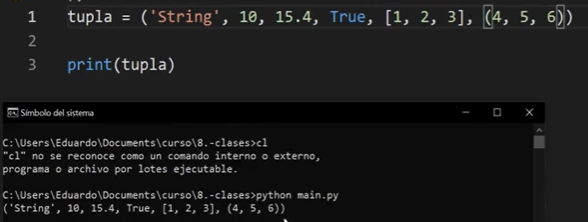 1 tupla = ('String', 10, 15.4, True, [1, 2, 3], (4, 5, 6))
2
3 print(tupla)
Símbolo del sistema
C:\Users\Eduardo\Documents\curso\8.-clases>cl
"cl" no se reconoce como un comando interno o externo,
programa o archivo por lotes ejecutable.
C:\Users\Eduardo\Documents\curso\8.-clases>python main.py
('String', 10, 15.4, True, [1, 2, 3], (4, 5, 6))